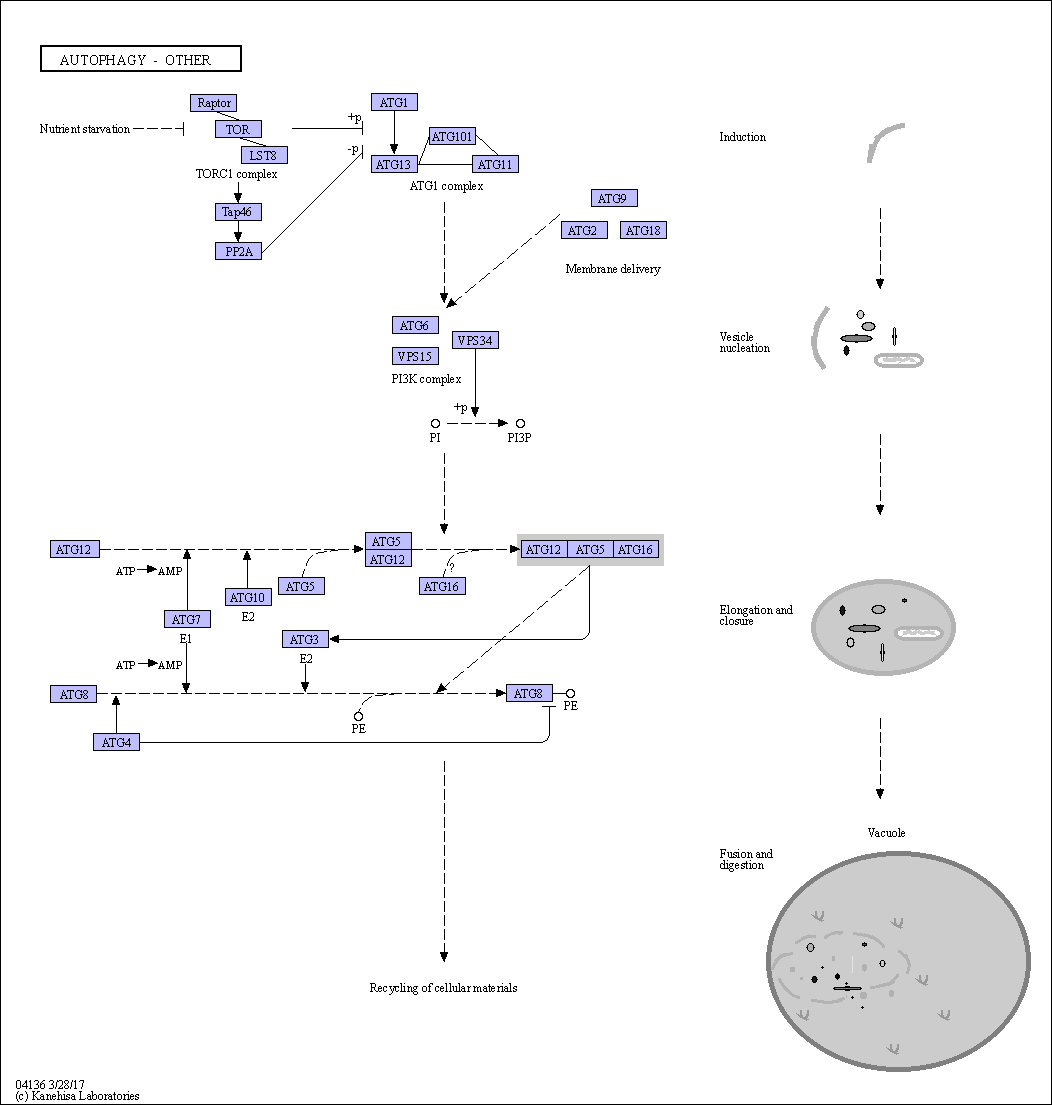 AUTOPHAGY - OTHER
Raptor
ATG1
Nutrient starvation
TOR
+p
ATG101
Induction
LST8
-p
ATG13
ATG11
TORC1 complex
ATG1 complex
Tap46
ATG9
PP2A
ATG2
ATG18
Membrane delivery
ATG6
VPS34
VPS15
Vesicle
nucleation
PI3K complex
+p
PI
PI3P
ATG12
ATG5
ATG12
ATG12
ATG5
ATG16
?
ATP
AMP
ATG5
ATG16
ATG10
E2
ATG7
E1
Elongation and
closure
ATG3
E2
ATP
AMP
ATG8
ATG8
PE
PE
ATG4
Vacuole
Fusion and
digestion
Recycling of cellular materials
04136 3/28/17
(c) Kanehisa Laboratories